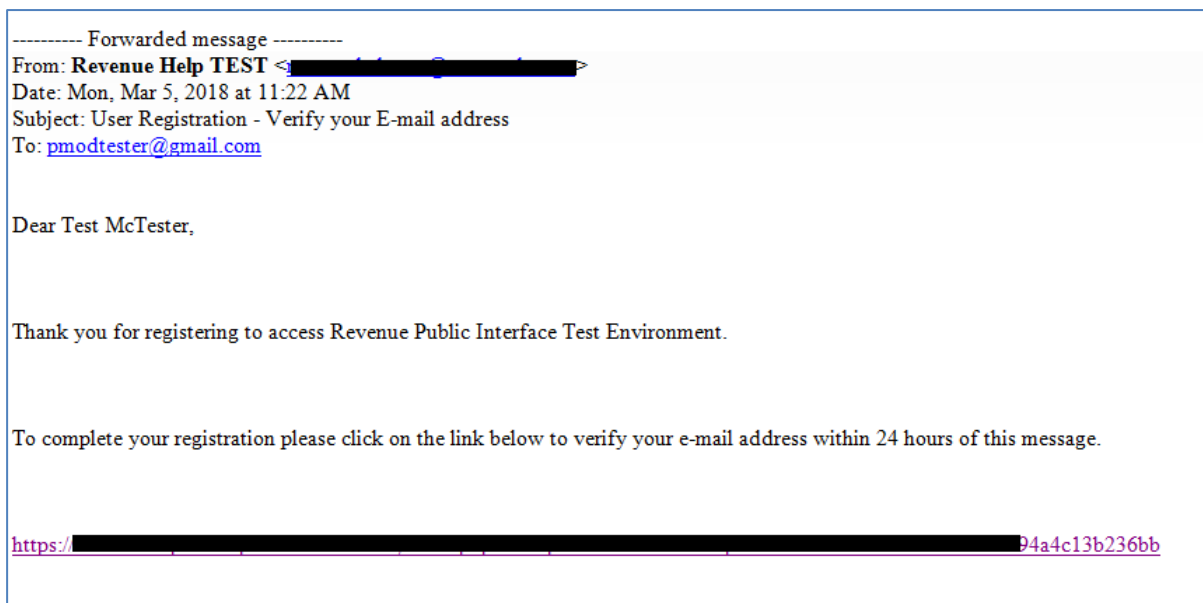 ---------- Forwarded message ----------
From: Revenue Help TEST < >
Date: Mon, Mar 5, 2018 at 11:22 AM
Subject: User Registration - Verify your E-mail address
To: pmodtester@gmail.com
Dear Test McTester,
Thank you for registering to access Revenue Public Interface Test Environment.
To complete your registration please click on the link below to verify your e-mail address within 24 hours of this message.
https:// 94a4c13b236bb